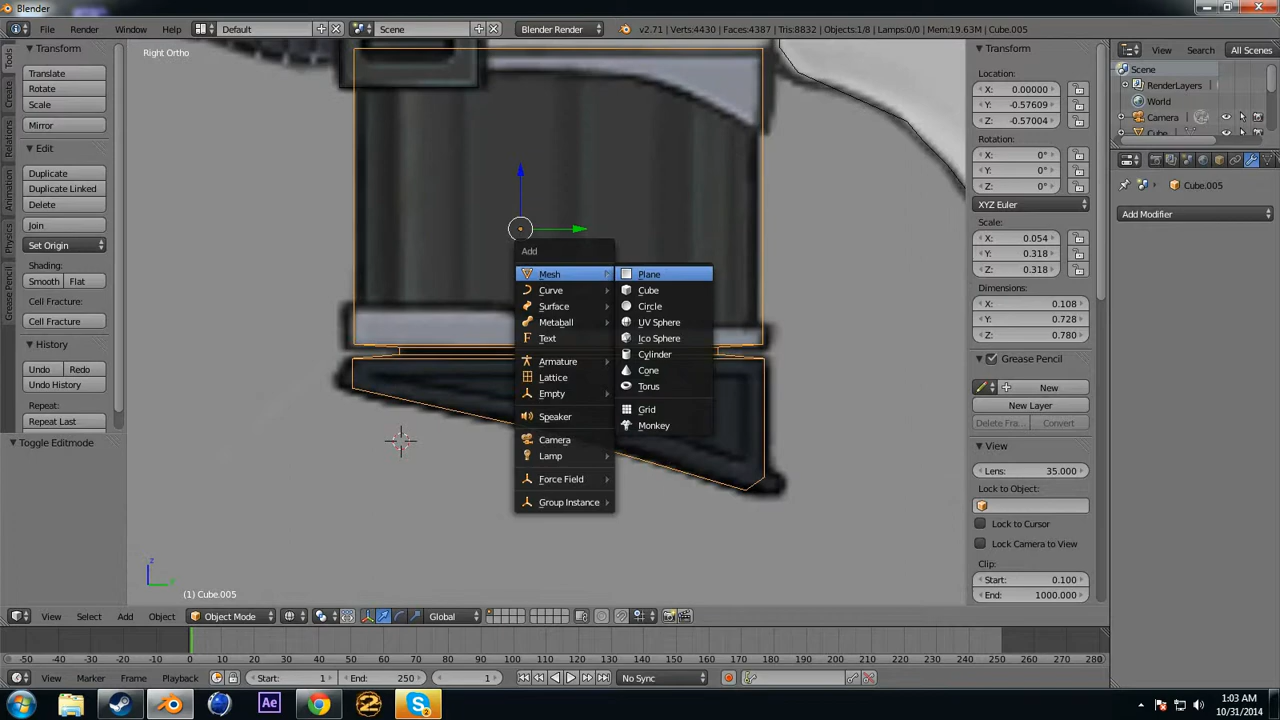 Blender
File
Render
Window
Help
Default
Scene
Blender Render
v2.71 | Verts:4430 | Faces:4387 | Tris:8832 | Objects:1/8 | Lamps:0/0 | Mem:19.63M | Cube.005
Tools
Create
Relations
Animation
Physics
Grease Pencil
Transform
Translate
Rotate
Scale
Mirror
Edit
Duplicate
Duplicate Linked
Delete
Join
Set Origin
Shading:
Smooth
Flat
Cell Fracture:
Cell Fracture
History
Undo
Redo
Undo History
Repeat:
Repeat Last
Toggle Editmode
Right Ortho
Add
Mesh
Curve
Surface
Metaball
Text
Armature
Lattice
Empty
Speaker
Camera
Lamp
Force Field
Group Instance
Plane
Cube
Circle
UV Sphere
Ico Sphere
Cylinder
Cone
Torus
Grid
Monkey
z
(1) Cube.005
Transform
Location:
X: 0.00000
Y: -0.57609
Z: -0.57004
Rotation:
X: 0°
Y: 0°
Z: 0°
XYZ Euler
Scale:
X: 0.054
Y: 0.318
Z: 0.318
Dimensions:
X: 0.108
Y: 0.728
Z: 0.780
Grease Pencil
New
New Layer
Delete Fra...
Convert
View
Lens: 35.000
Lock to Object:
Lock to Cursor
Lock Camera to View
Clip:
Start: 0.100
End: 1000.000
View
Search
All Scenes
Scene
RenderLayers
World
Camera
Cube
Cube.005
Add Modifier
View
Select
Add
Object
Object Mode
Global
-50 -40 -30 -20 -10 0 10 20 30 40 50 60 70 80 90 100 110 120 130 140 150 160 170 180 190 200 210 220 230 240 250 260 270 280
View
Marker
Frame
Playback
Start: 1
End: 250
1
No Sync
Ae
2
2
1:03 AM
10/31/2014